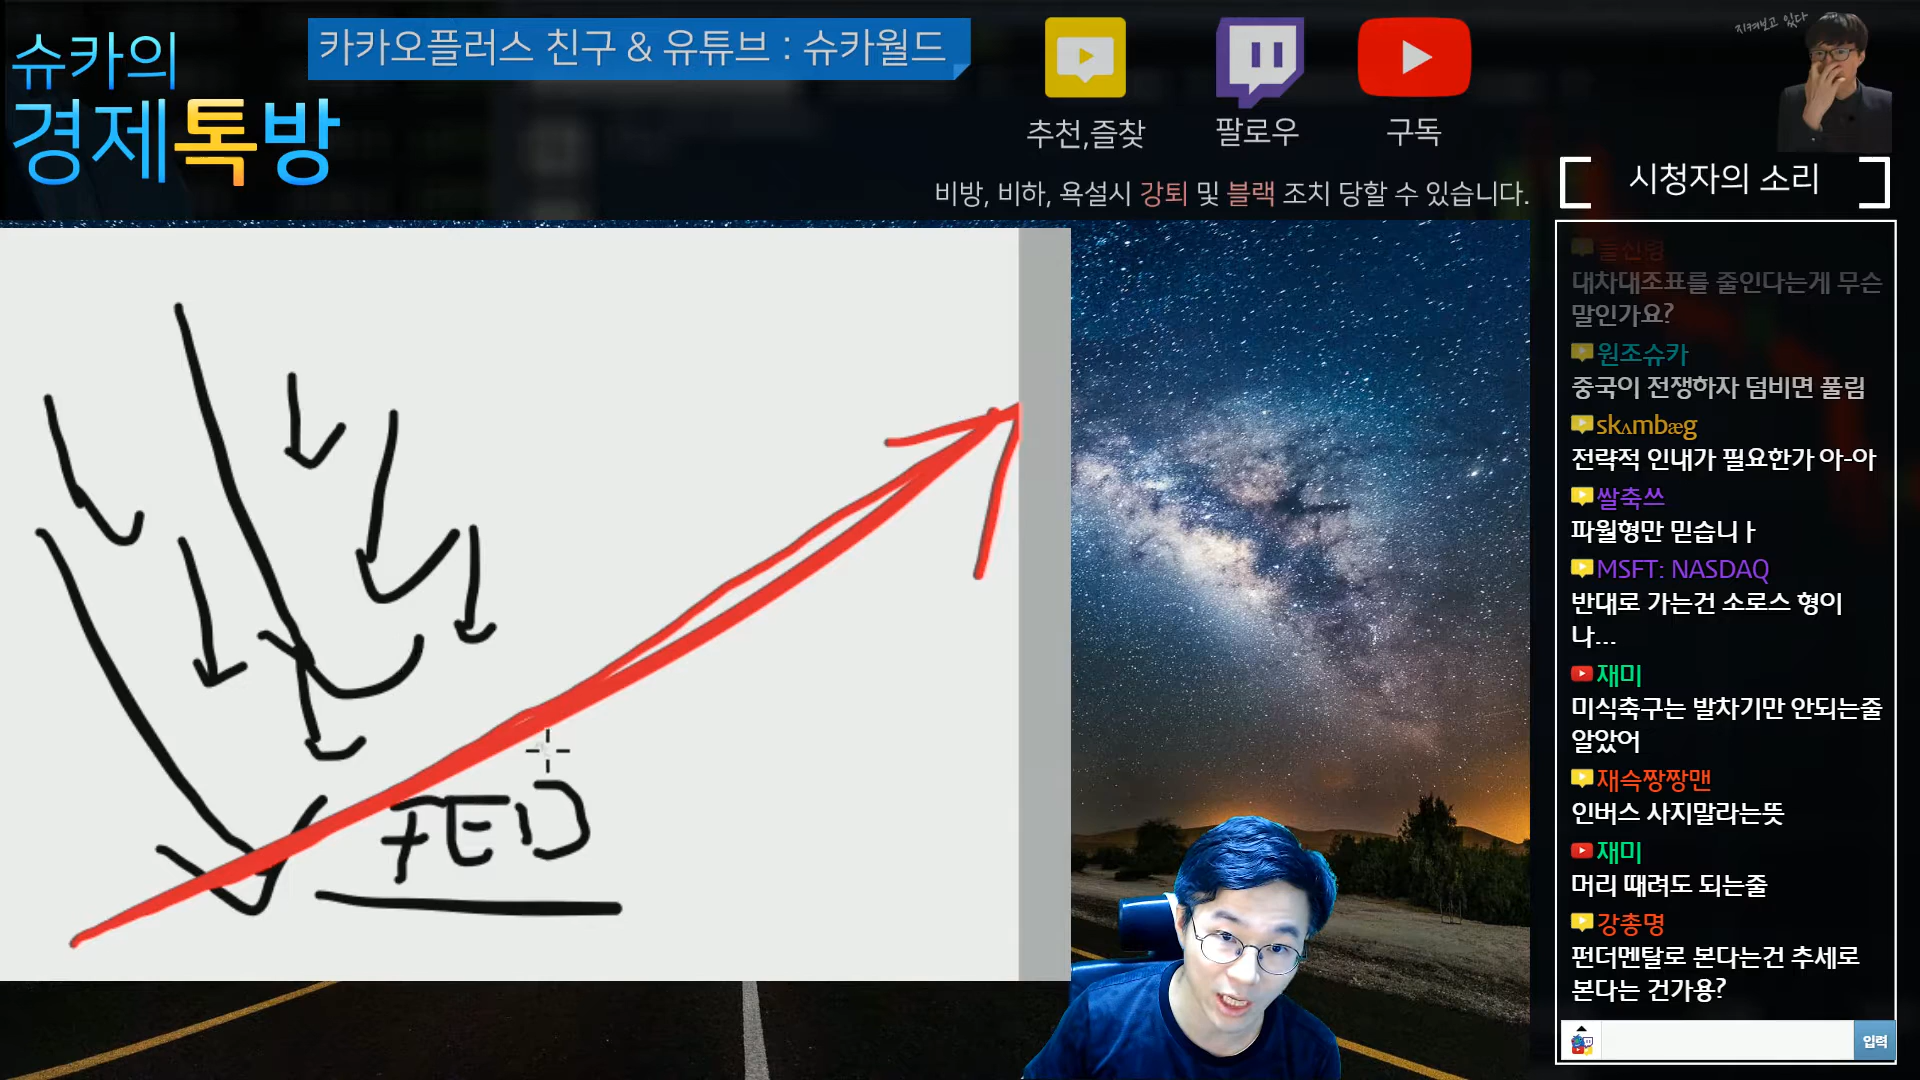 슈카의
경제톡방
카카오플러스 친구 & 유튜브 : 슈카월드
추천,즐찾
팔로우
구독
비방, 비하, 욕설시 강퇴 및 블랙 조치 당할 수 있습니다.
지켜보고 있다
시청자의 소리
돌신령
대차대조표를 줄인다는게 무슨
말인가요?
원조슈카
중국이 전쟁하자 덤비면 풀림
skʌmbæg
전략적 인내가 필요한가 아-아
쌀축쓰
파월형만 믿습니ㅏ
MSFT: NASDAQ
반대로 가는건 소로스 형이
나...
재미
미식축구는 발차기만 안되는줄
알았어
재슥짱짱맨
인버스 사지말라는뜻
재미
머리 때려도 되는줄
강총명
펀더멘탈로 본다는건 추세로
본다는 건가용?
입력
FED